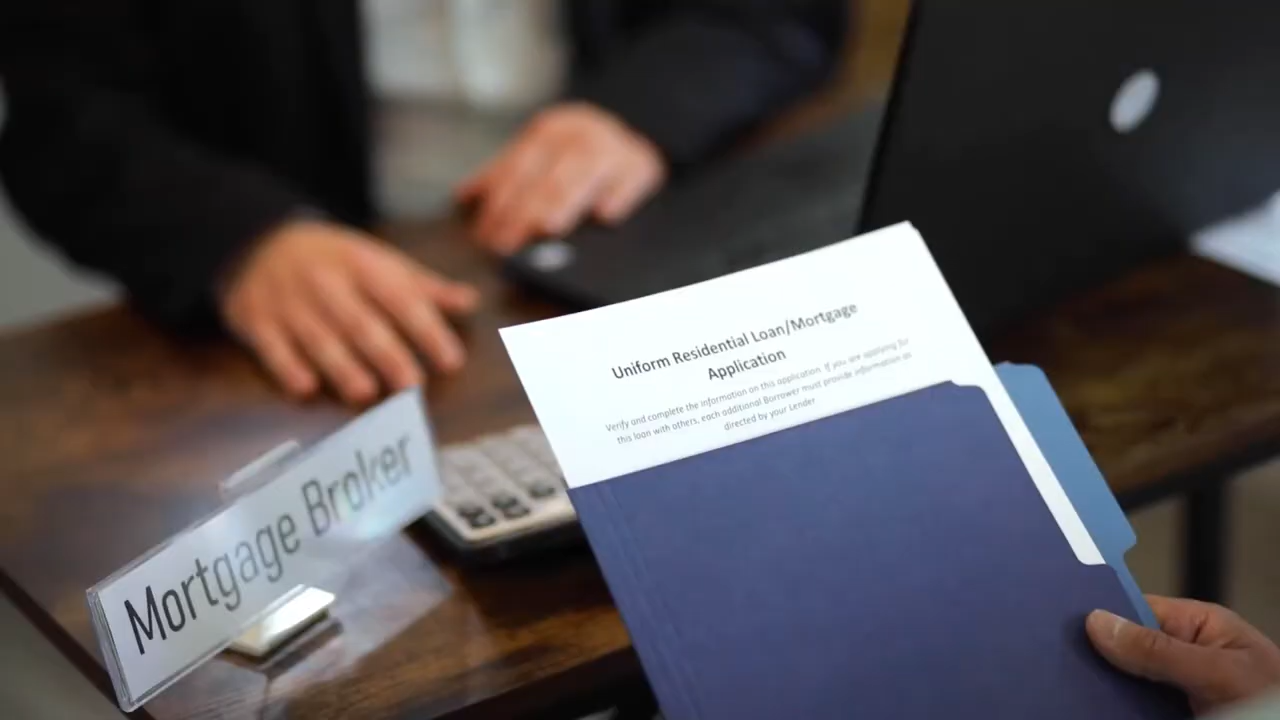 Uniform Residential Loan/Mortgage
Application
Verify and complete the information on this application. If you are applying for
this loan with others, each additional Borrower must provide information as
directed by your Lender
Mortgage Broker